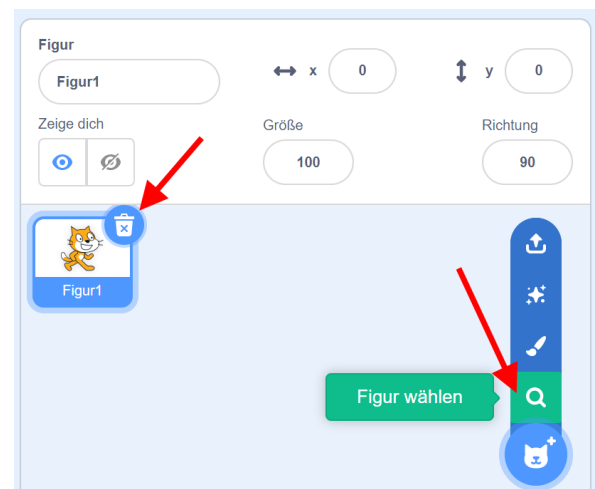 Figur
Figur1
x 0
y 0
Zeige dich
Größe
Richtung
100
90
Figur1
Figur wählen